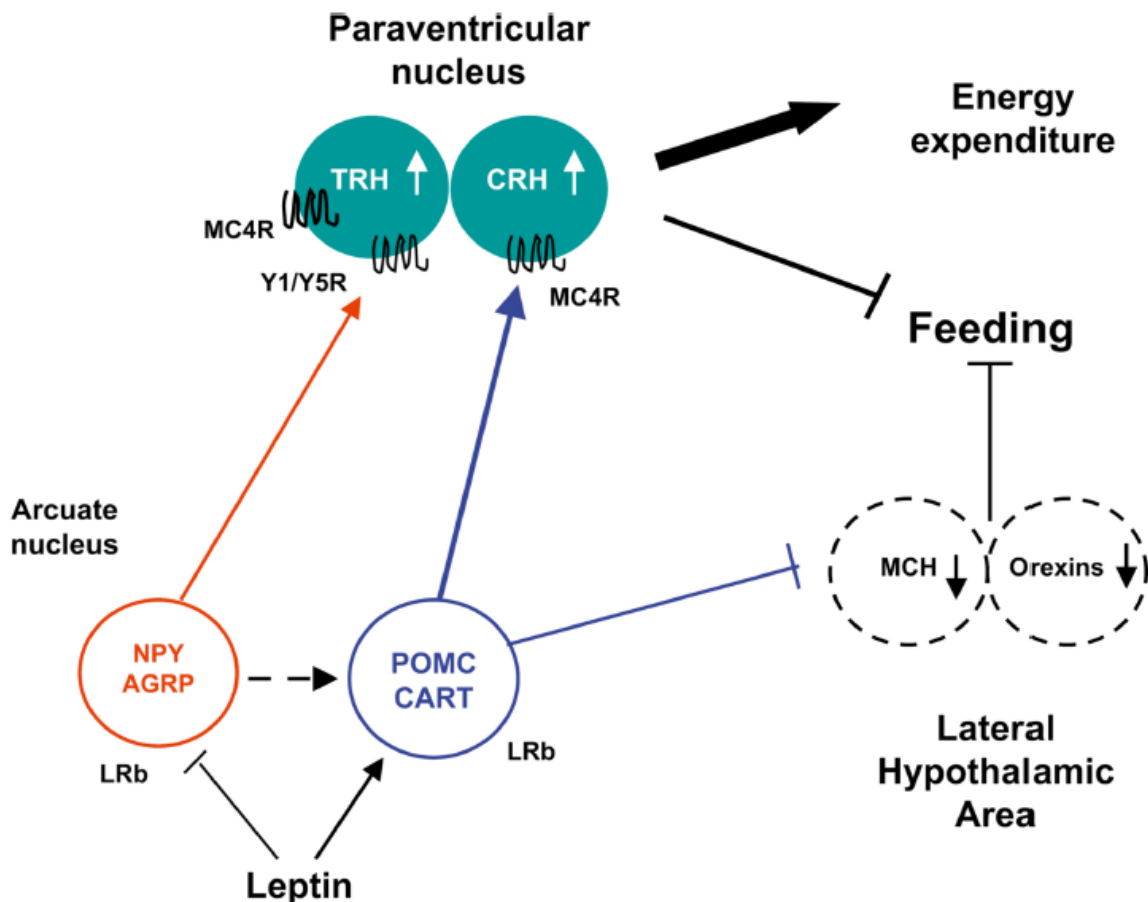 Paraventricular
nucleus
Energy
expenditure
TRH
CRH
MC4R
Y1/Y5R
MC4R
Feeding
Arcuate
nucleus
MCH
Orexins
NPY
AGRP
POMC
CART
LRb
LRb
Lateral
Hypothalamic
Area
Leptin